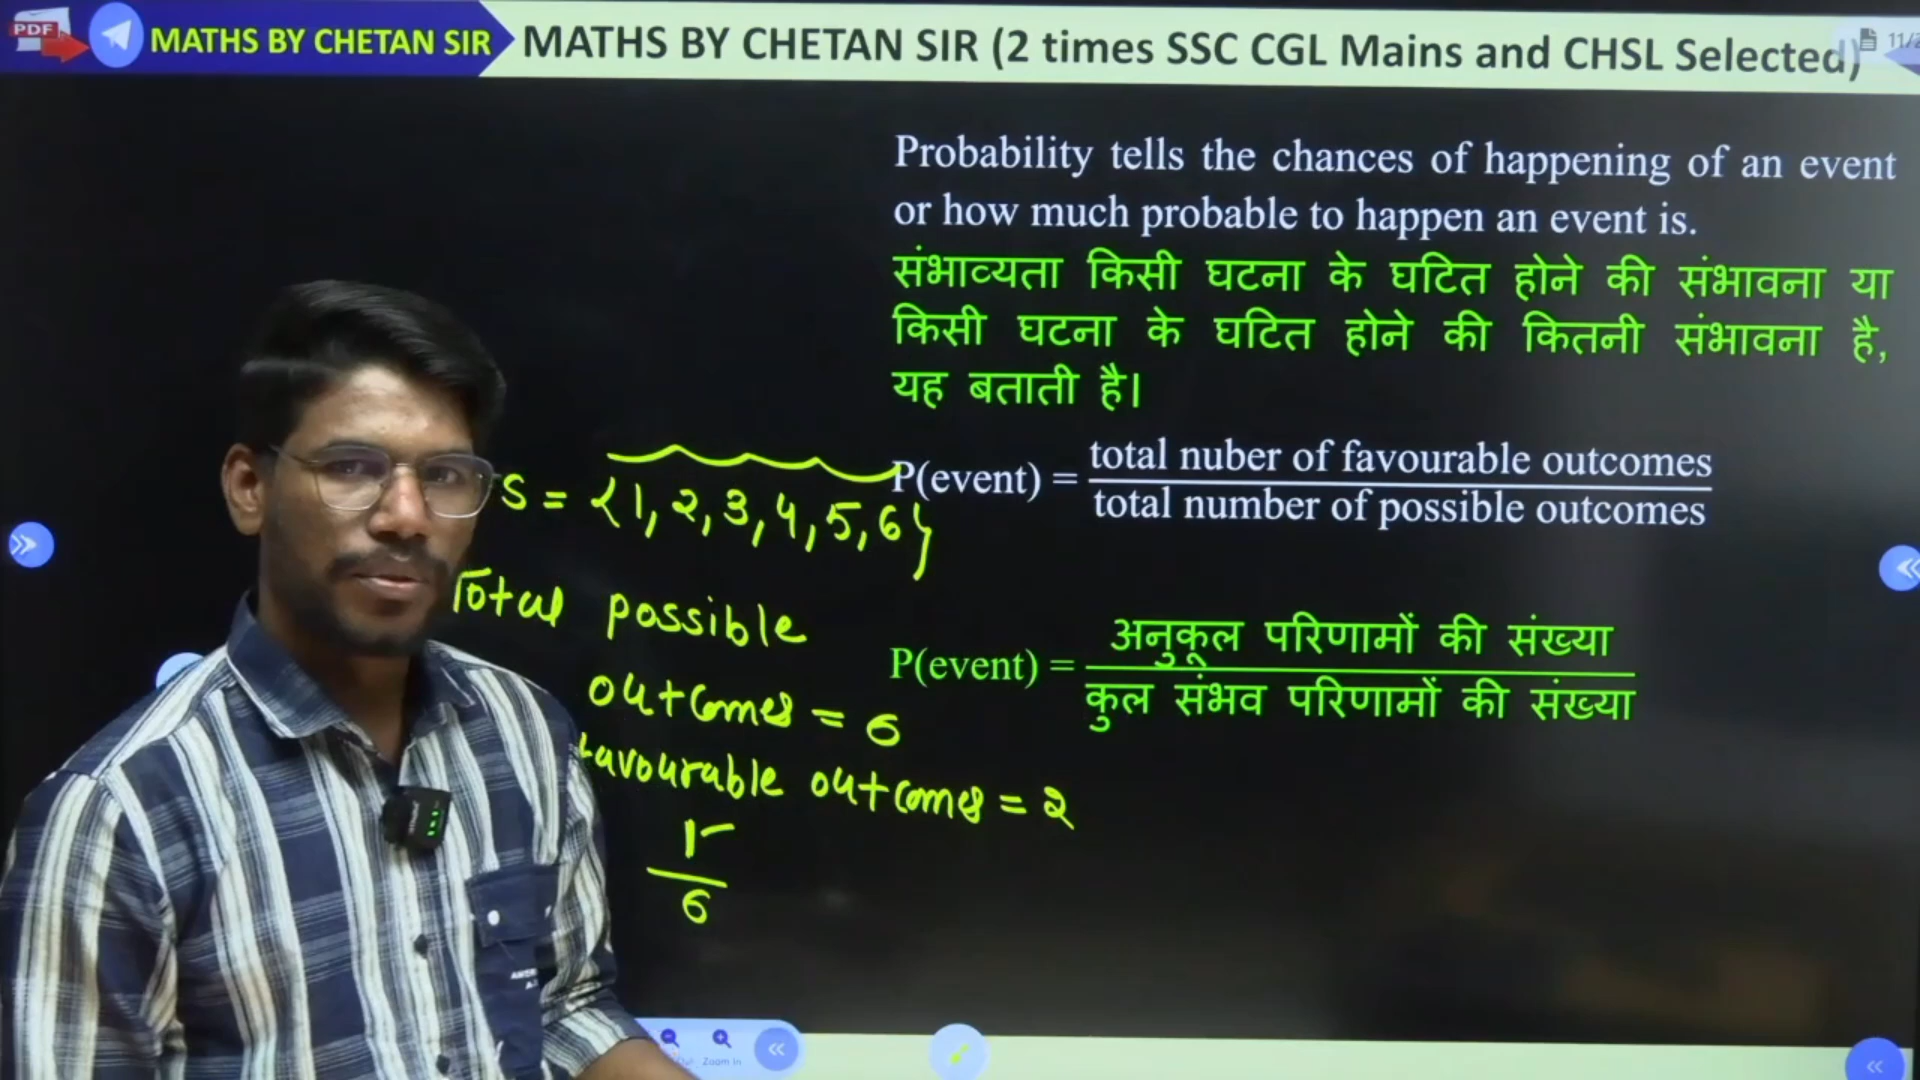 PDF
MATHS BY CHETAN SIR
MATHS BY CHETAN SIR (2 times SSC CGL Mains and CHSL Selected)
Probability tells the chances of happening of an event
or how much probable to happen an event is.
संभाव्यता किसी घटना के घटित होने की संभावना या
किसी घटना के घटित होने की कितनी संभावना है,
यह बताती है।
P(event) = total nuber of favourable outcomes
total number of possible outcomes
S = {1, 2, 3, 4, 5, 6}
Total possible
outcomes = 6
P(event) = अनुकूल परिणामों की संख्या
कुल संभव परिणामों की संख्या
favourable outcomes = 2
1
6
Zoom In